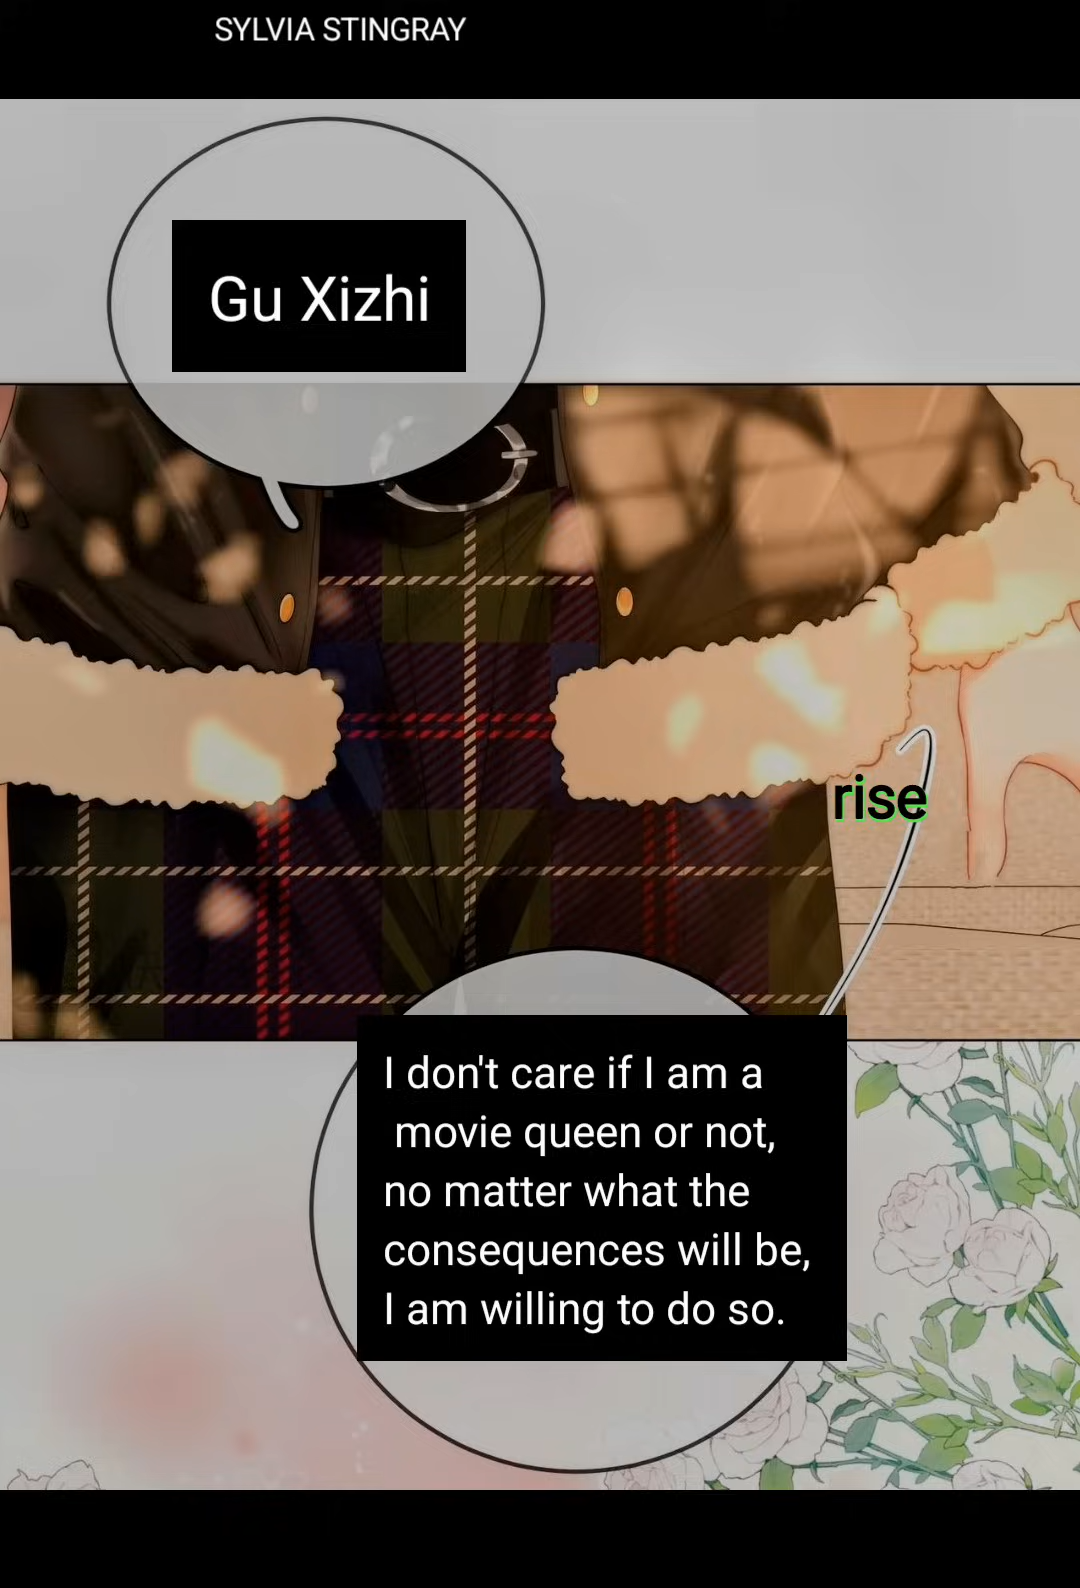 SYLVIA STINGRAY
Gu Xizhi
rise
I don't care if I am a
movie queen or not,
no matter what the
consequences will be,
I am willing to do so.